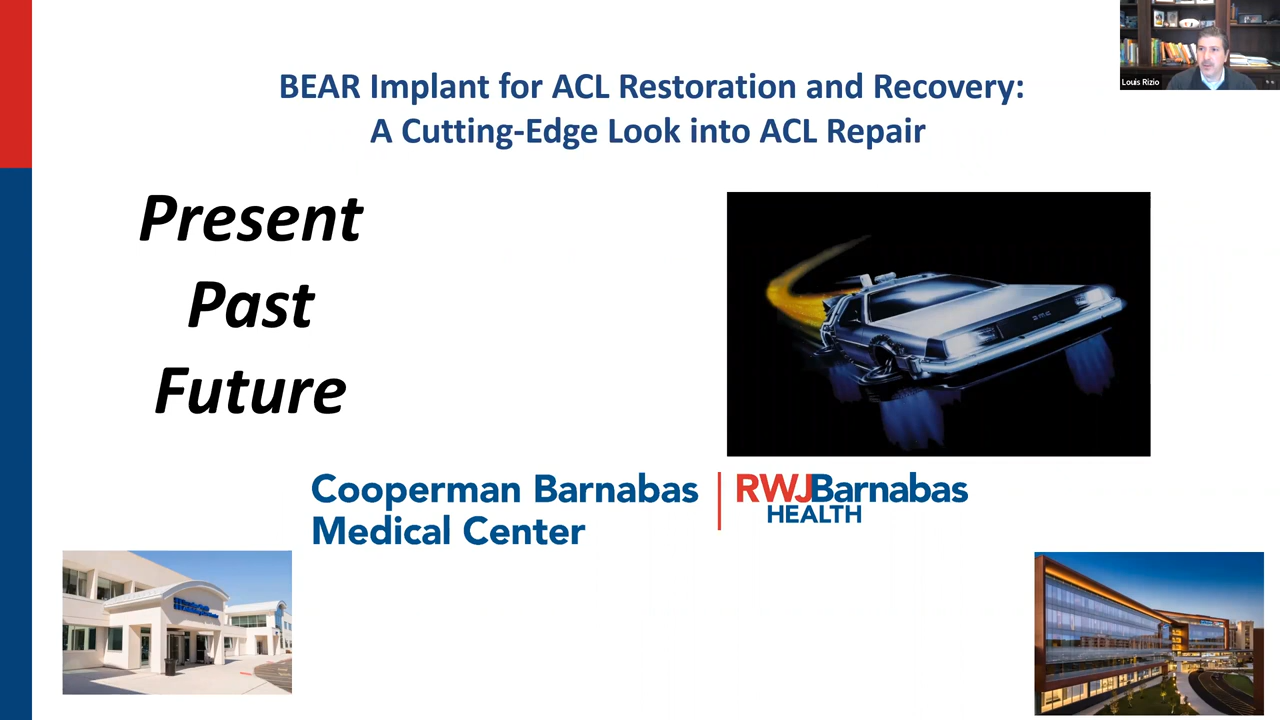 BEAR Implant for ACL Restoration and Recovery:
A Cutting-Edge Look into ACL Repair
Louis Rizio
Present
Past
Future
DMC
Cooperman Barnabas
Medical Center
RWJBarnabas
HEALTH